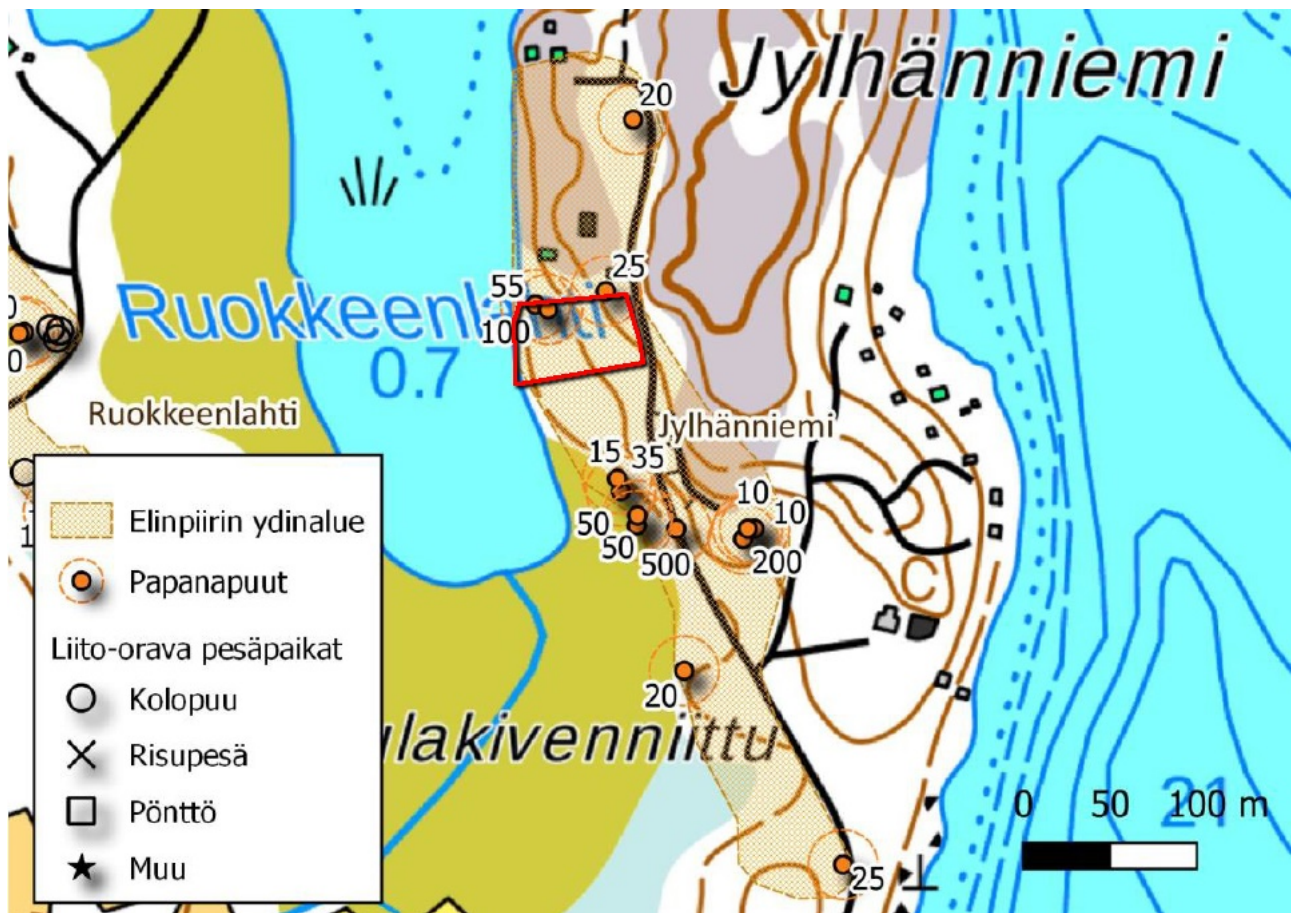 Jylhänniemi
20
25
55
Ruokkeenlahti
100
0.7
Ruokkeenlahti
Jylhänniemi
15
35
10
10
50
50
500
200
20
ulakivenniittu
0
50
100 m
21
25
Elinpiirin ydinalue
Papanapuut
Liito-orava pesäpaikat
Kolopuu
Risupesä
Pönttö
Muu